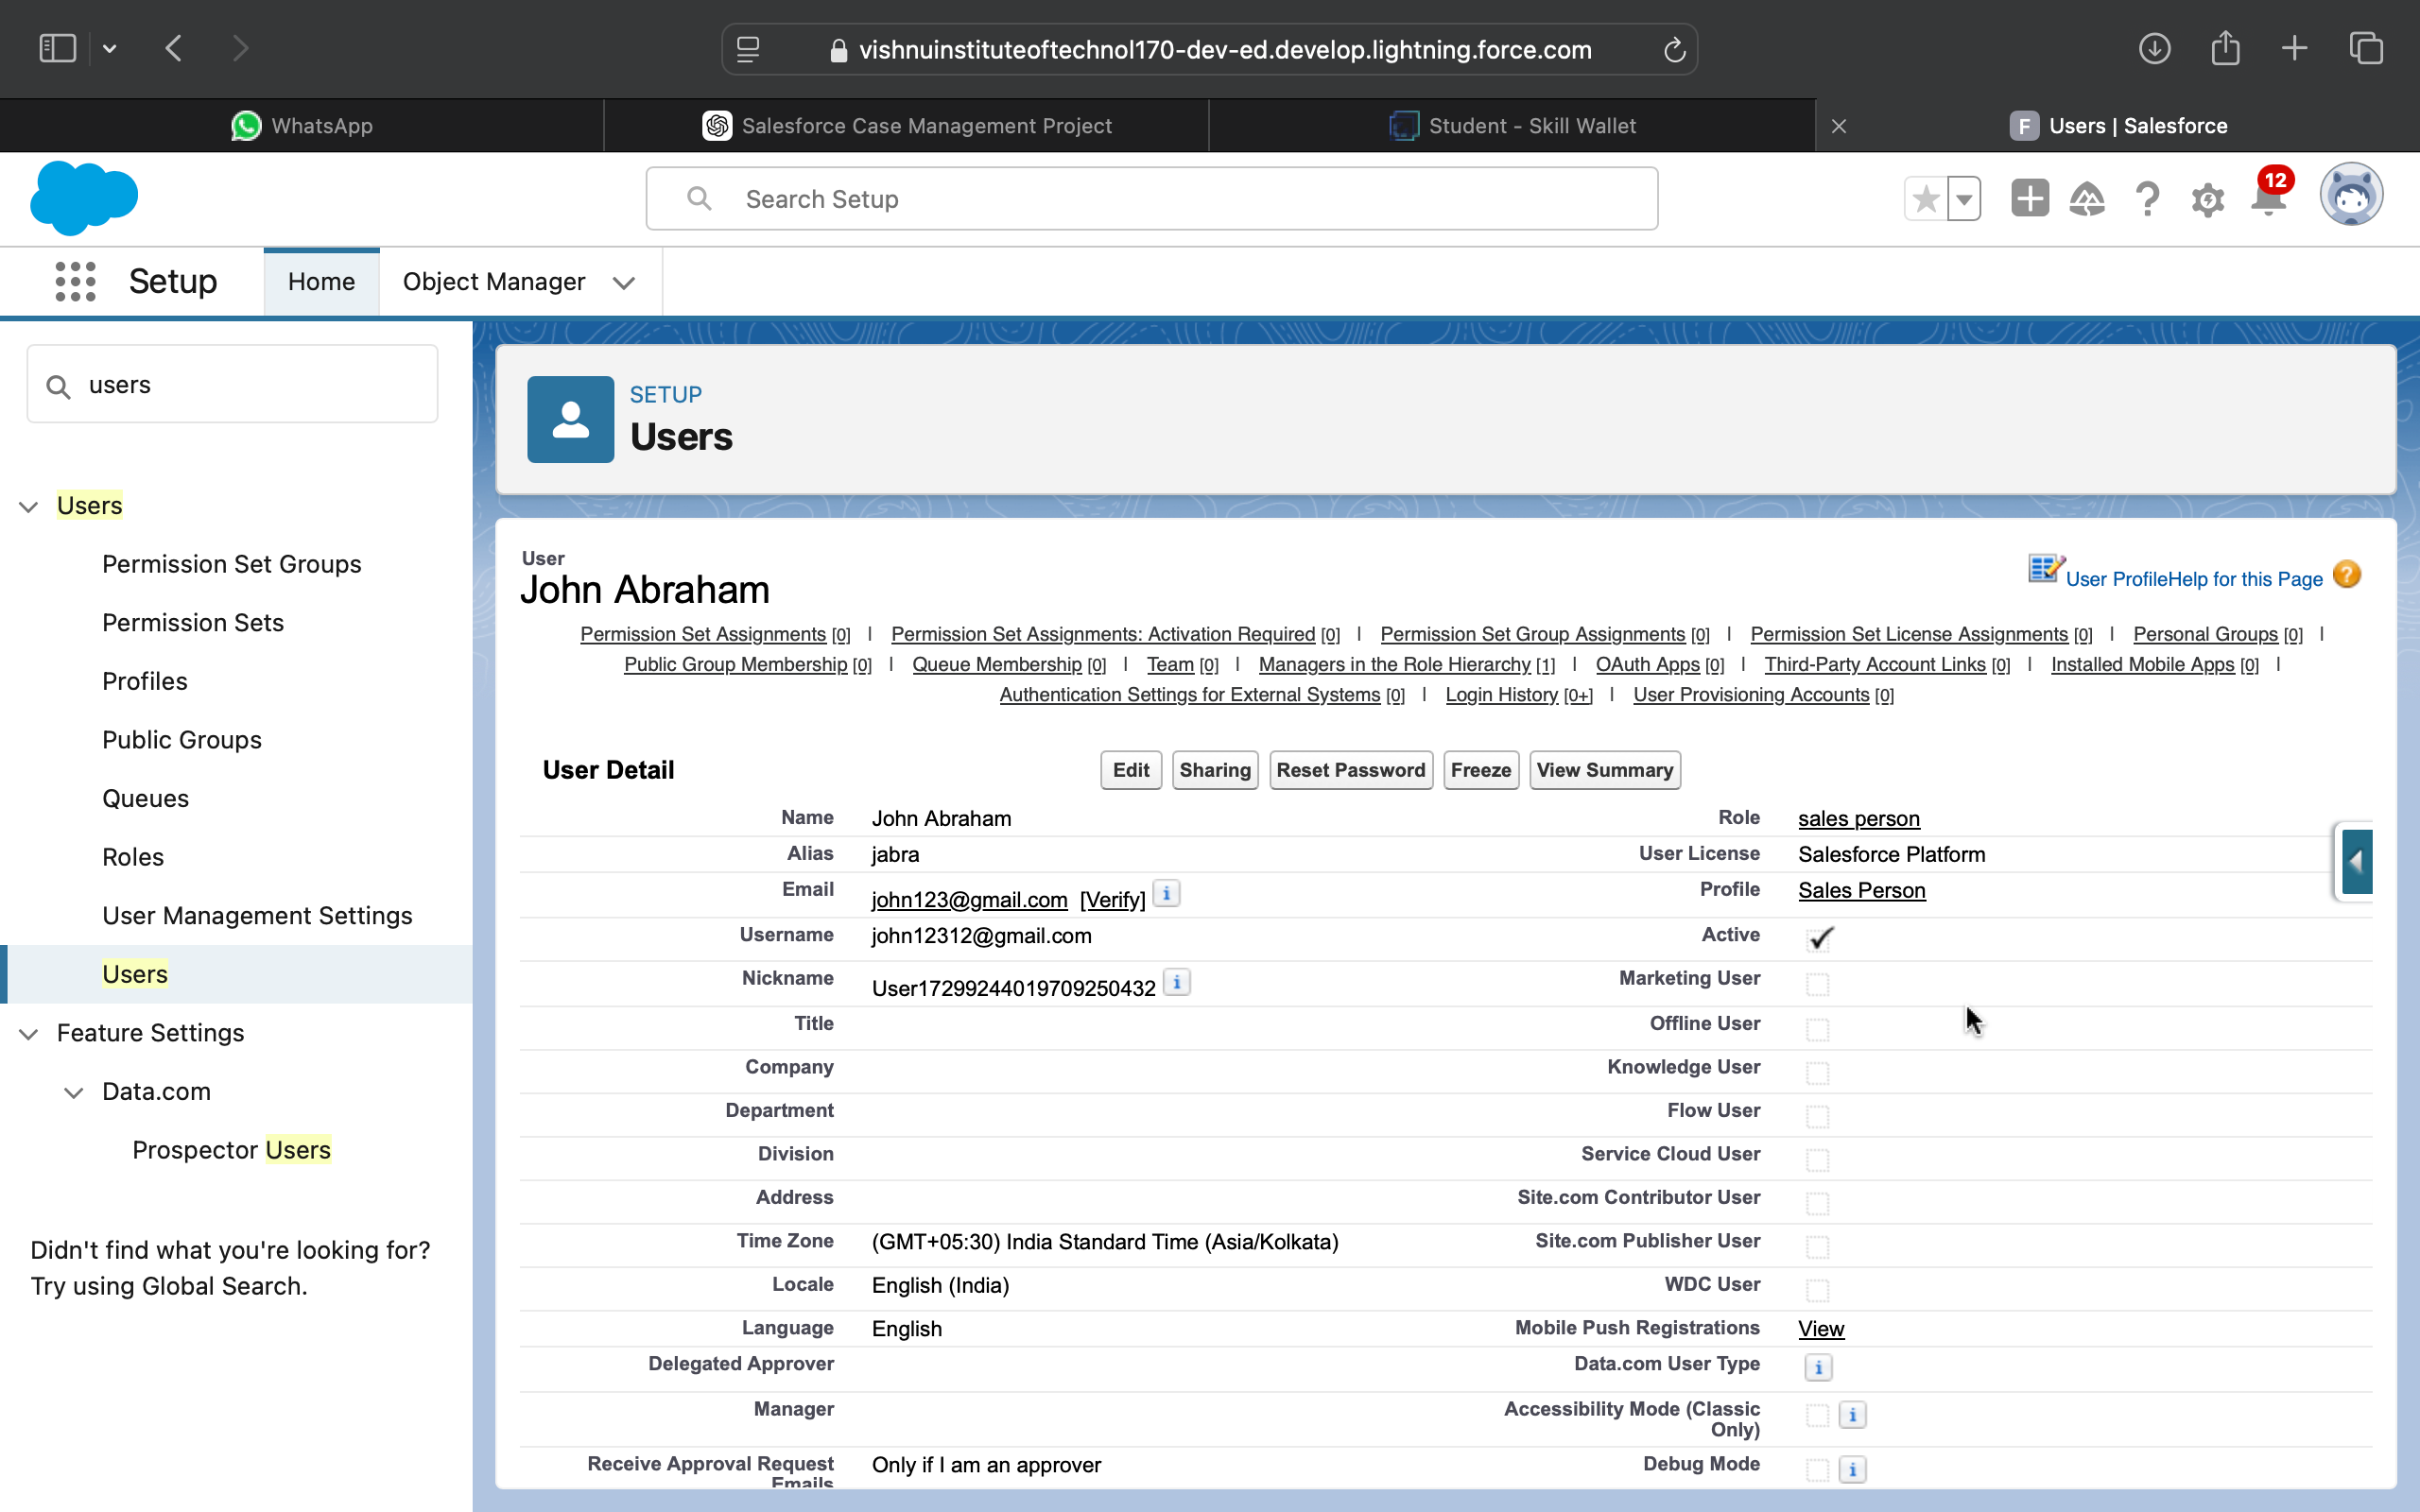 vishnuinstituteoftechnol170-dev-ed.develop.lightning.force.com
WhatsApp
Salesforce Case Management Project
Student - Skill Wallet
F Users | Salesforce
Search Setup
12
Setup
Home
Object Manager
users
Users
Permission Set Groups
Permission Sets
Profiles
Public Groups
Queues
Roles
User Management Settings
Users
Feature Settings
Data.com
Prospector Users
Didn't find what you're looking for?
Try using Global Search.
SETUP
Users
User
John Abraham
User ProfileHelp for this Page ?
Permission Set Assignments [0] | Permission Set Assignments: Activation Required [0] | Permission Set Group Assignments [0] | Permission Set License Assignments [0] | Personal Groups [0] |
Public Group Membership [0] | Queue Membership [0] | Team [0] | Managers in the Role Hierarchy [1] | OAuth Apps [0] | Third-Party Account Links [0] | Installed Mobile Apps [0] |
Authentication Settings for External Systems [0] | Login History [0+] | User Provisioning Accounts [0]
User Detail
Edit Sharing Reset Password Freeze View Summary
Name John Abraham Role sales person
Alias jabra User License Salesforce Platform
Email john123@gmail.com [Verify] i Profile Sales Person
Username john12312@gmail.com Active
Nickname User17299244019709250432 i Marketing User
Title Offline User
Company Knowledge User
Department Flow User
Division Service Cloud User
Address Site.com Contributor User
Time Zone (GMT+05:30) India Standard Time (Asia/Kolkata) Site.com Publisher User
Locale English (India) WDC User
Language English Mobile Push Registrations View
Delegated Approver Data.com User Type i
Manager Accessibility Mode (Classic
Only) i
Receive Approval Request Only if I am an approver Debug Mode i
Emails